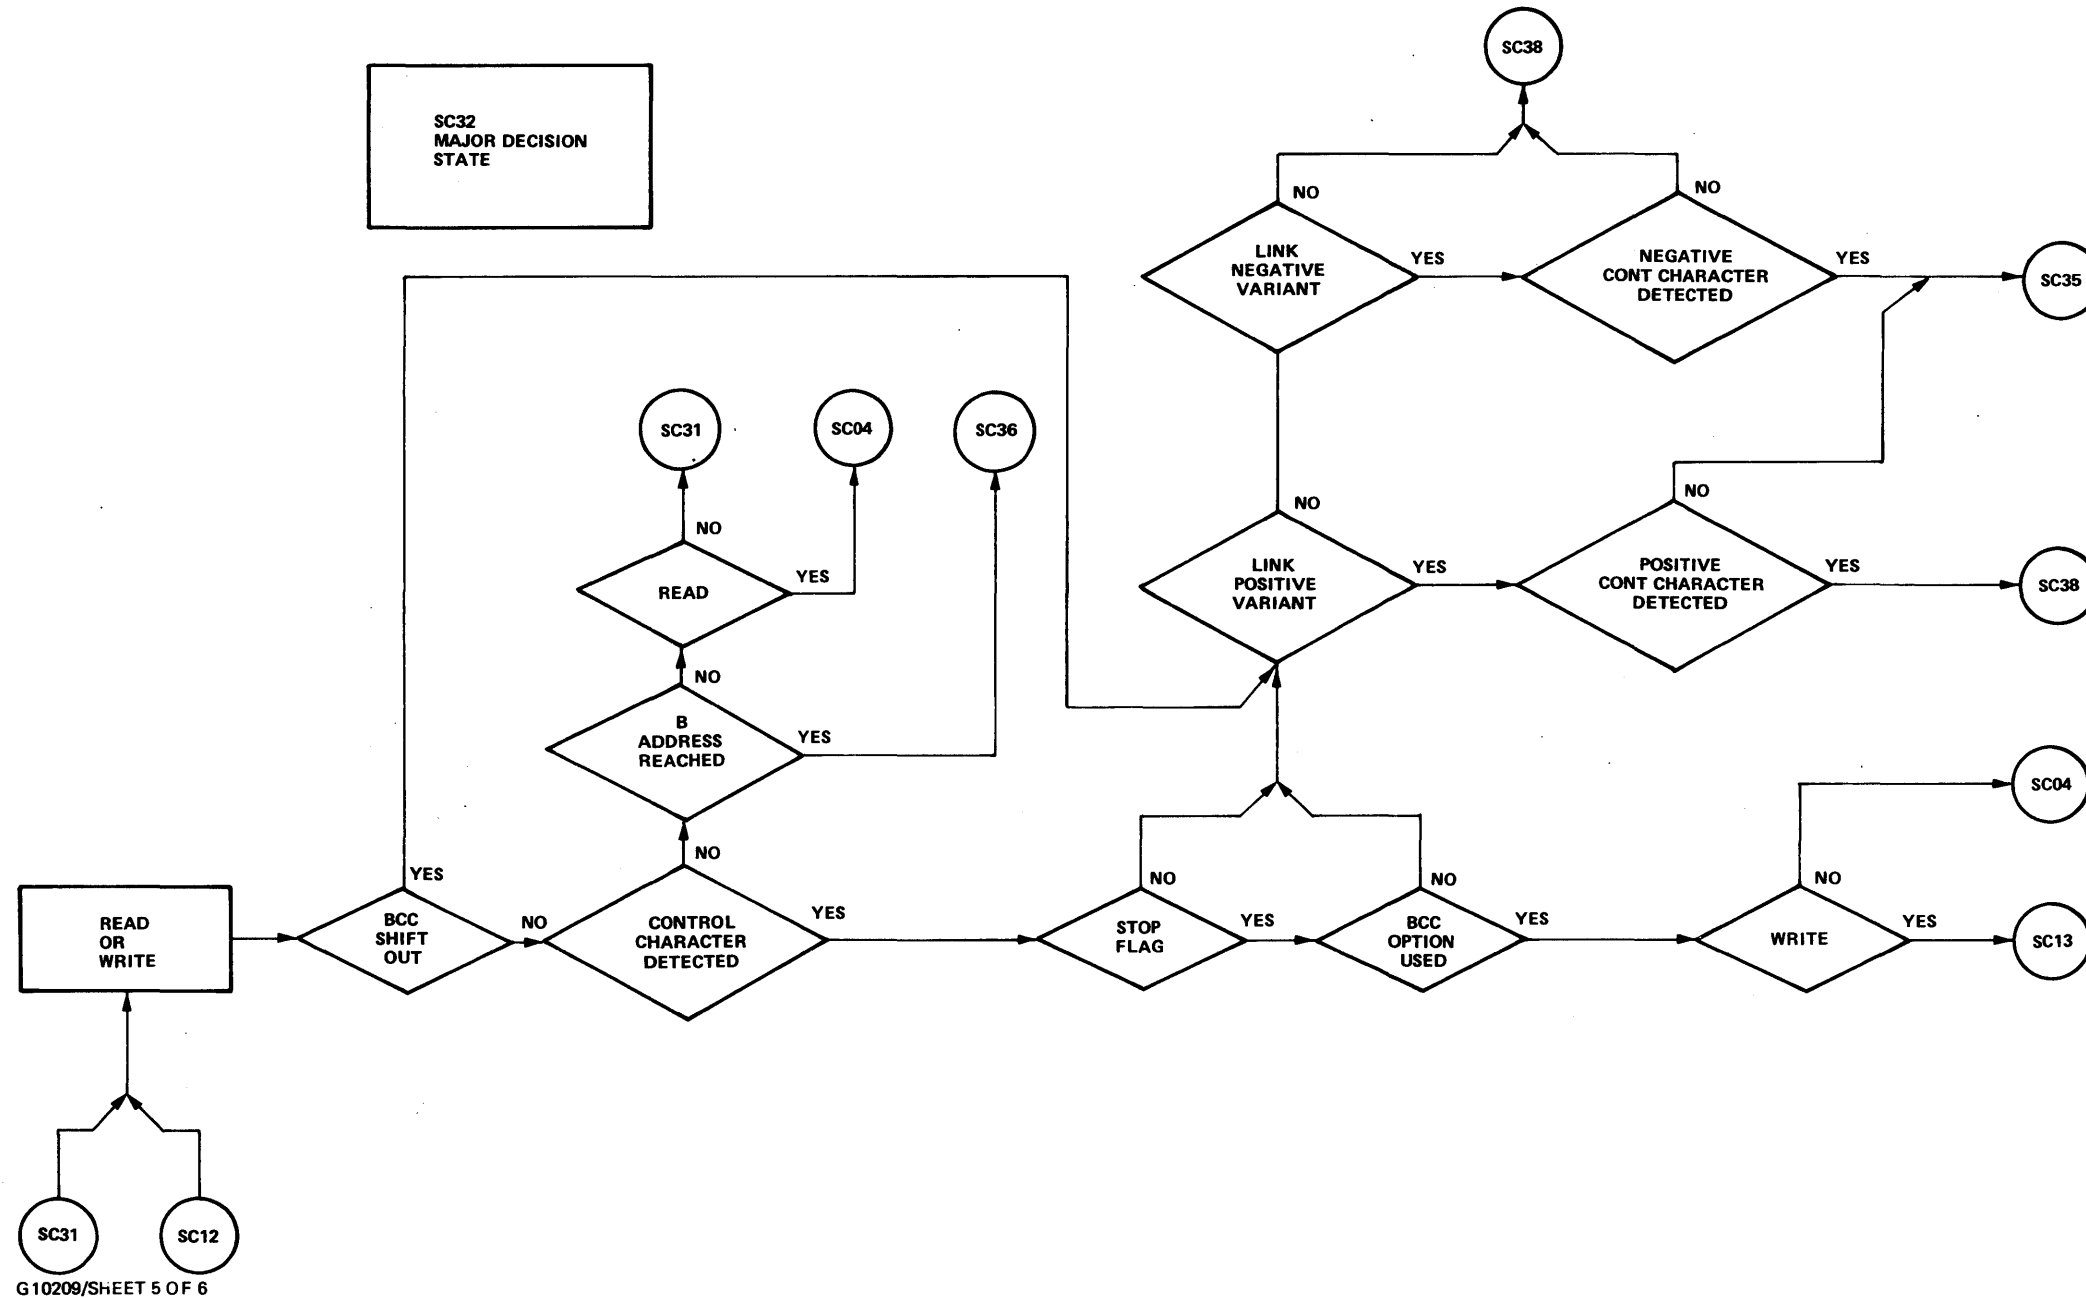 SC38
SC32
MAJOR DECISION
STATE
NO
NO
LINK
NEGATIVE
VARIANT
YES
NEGATIVE
CONT CHARACTER
DETECTED
YES
SC35
SC31
SC04
SC36
NO
READ
YES
NO
LINK
POSITIVE
VARIANT
YES
NO
POSITIVE
CONT CHARACTER
DETECTED
YES
SC38
NO
B
ADDRESS
REACHED
YES
SC04
NO
READ
OR
WRITE
YES
BCC
SHIFT
OUT
NO
CONTROL
CHARACTER
DETECTED
YES
NO
STOP
FLAG
YES
NO
BCC
OPTION
USED
YES
NO
WRITE
YES
SC13
SC31
SC12
G10209/SHEET 5 OF 6